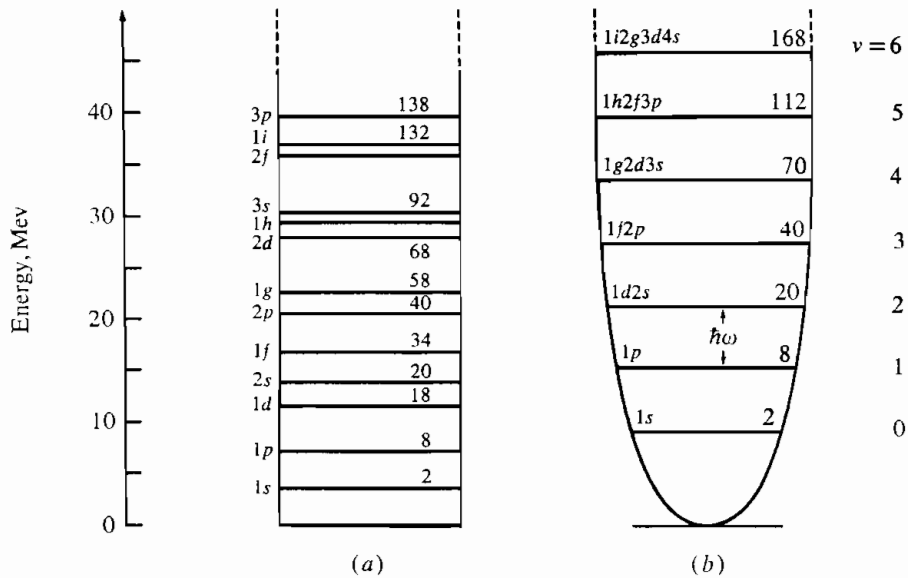 Energy, Mev
40
30
20
10
0
3p 138
1i 132
2f
3s 92
1h
2d
68
1g 58
2p 40
1f 34
2s 20
1d 18
1p 8
1s 2
(a)
1i2g3d4s 168 v = 6
1h2f3p 112 5
1g2d3s 70 4
1f2p 40 3
1d2s 20 2
ħω
1p 8 1
1s 2 0
(b)